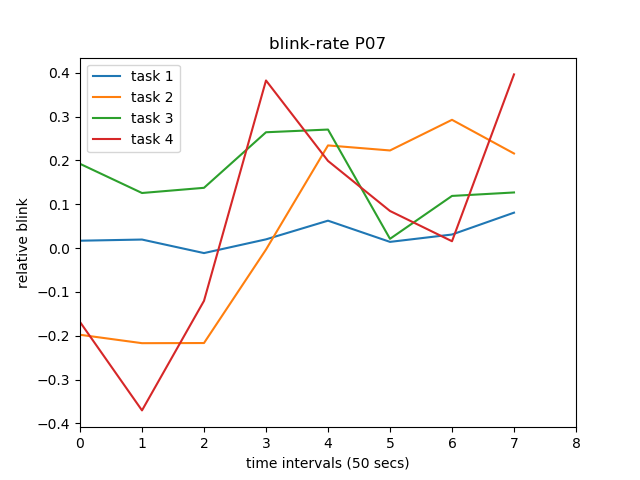 blink-rate P07
task 1
task 2
task 3
task 4
0.4
0.3
0.2
0.1
0.0
−0.1
−0.2
−0.3
−0.4
relative blink
0 1 2 3 4 5 6 7 8
time intervals (50 secs)